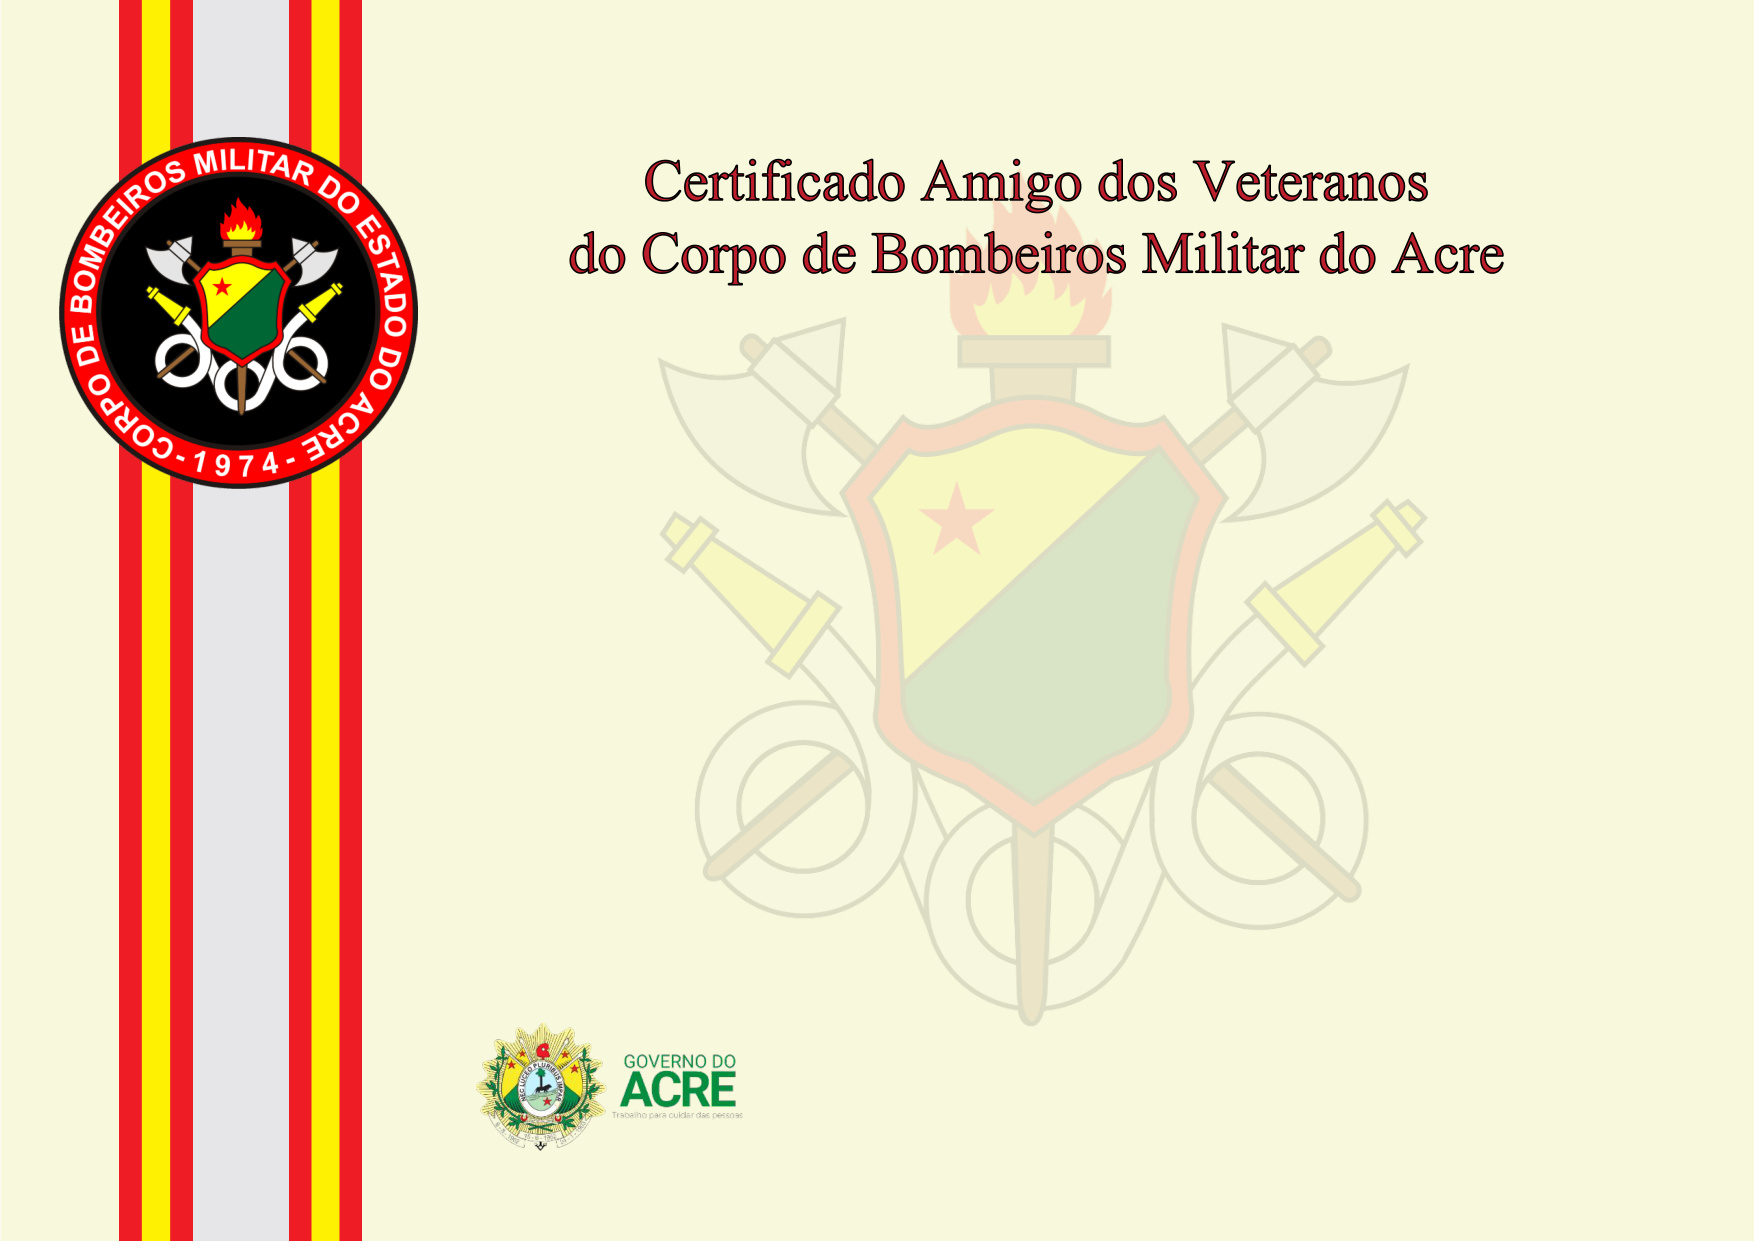 Certificado Amigo dos Veteranos
do Corpo de Bombeiros Militar do Acre
CORPO DE BOMBEIROS MILITAR DO ESTADO DO ACRE
- 1974 -
NEC LUCEO PLURIBUS IMPAR
GOVERNO DO
ACRE
Trabalho para cuidar das pessoas